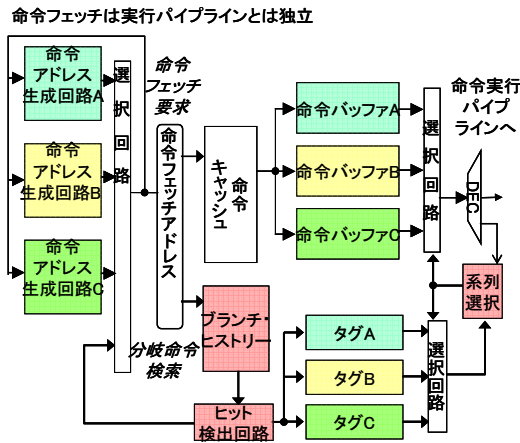 命令フェッチは実行パイプラインとは独立
命令
アドレス
生成回路A
命令
アドレス
生成回路B
命令
アドレス
生成回路C
選択回路
命令
フェッチ
要求
命令フェッチアドレス
命令
キャッシュ
命令バッファA
命令バッファB
命令バッファC
選択回路
命令実行
パイプ
ラインへ
DEC
系列
選択
分岐命令
検索
ブランチ・
ヒストリー
ヒット
検出回路
タグA
タグB
タグC
選択回路